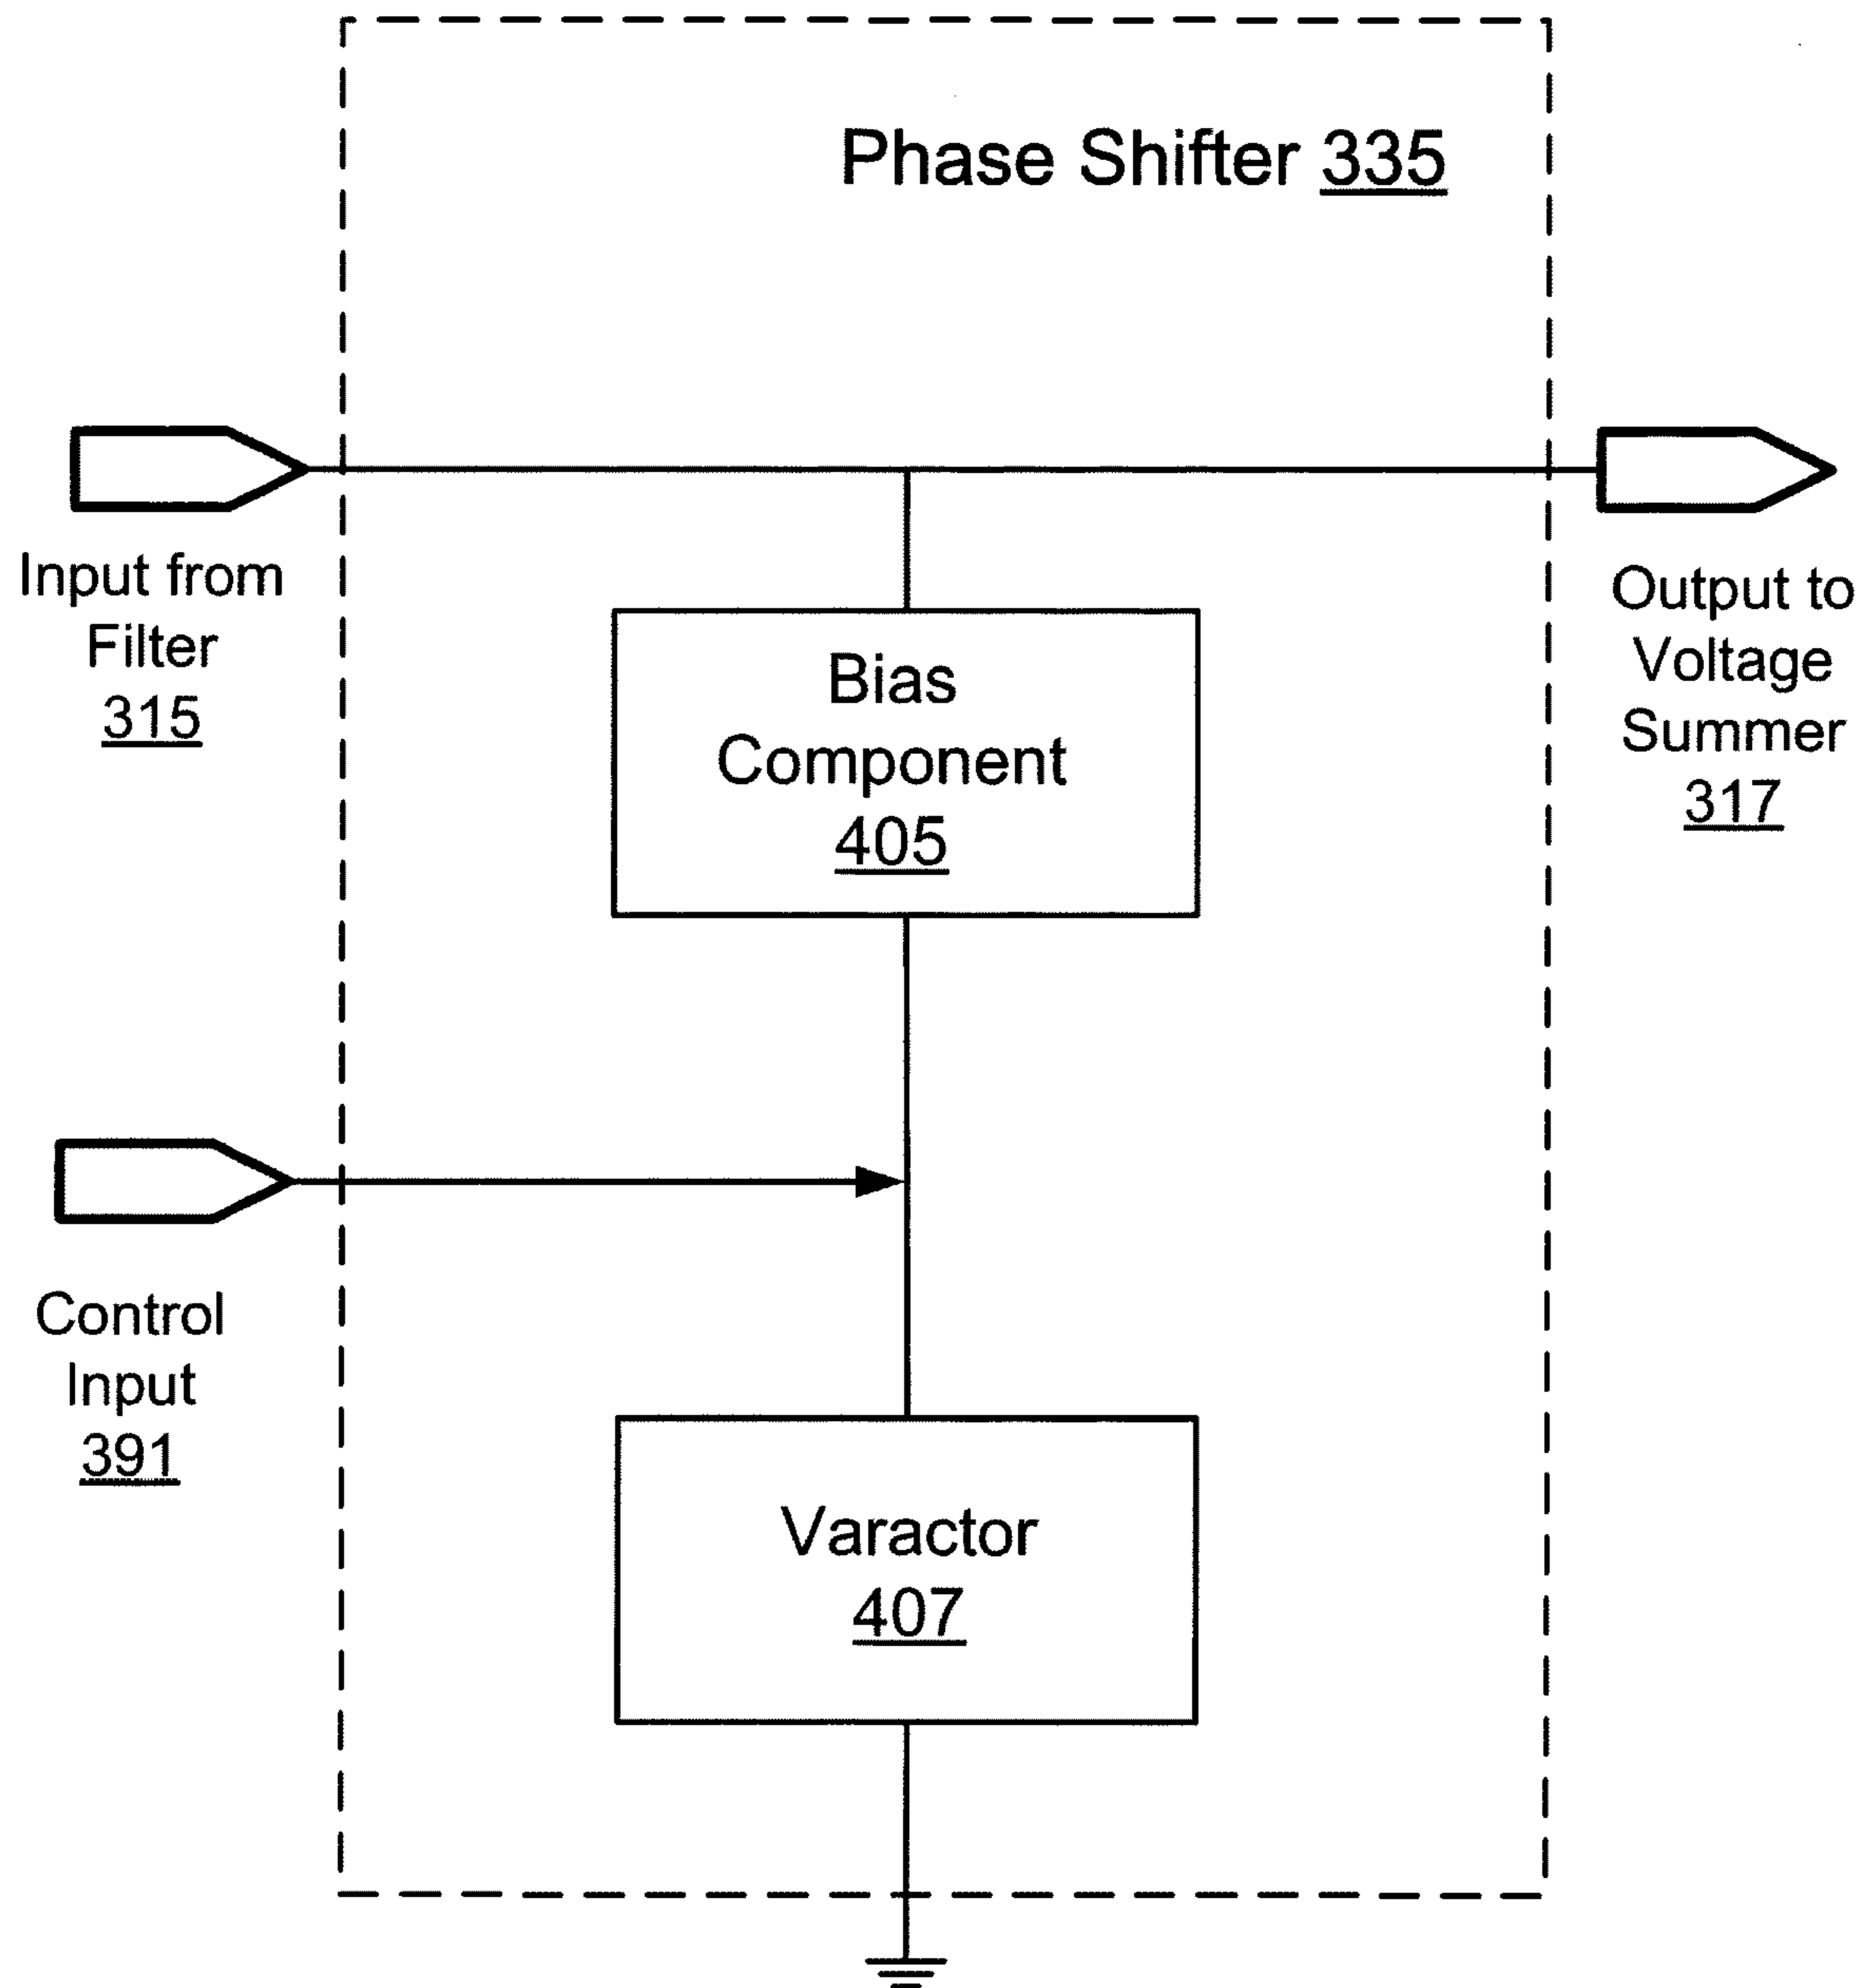 Phase Shifter 335
Input from
Filter
315
Output to
Voltage
Summer
317
Bias
Component
405
Control
Input
391
Varactor
407